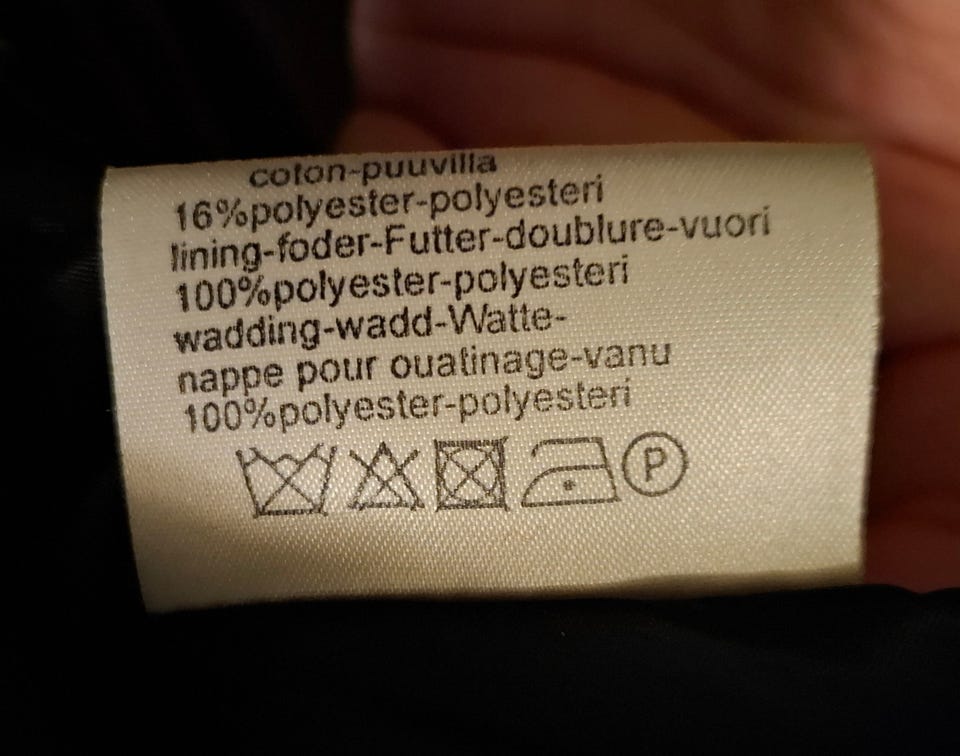 coton-puuvilla
16%polyester-polyesteri
lining-foder-Futter-doublure-vuori
100%polyester-polyesteri
wadding-wadd-Watte-
nappe pour ouatinage-vanu
100%polyester-polyesteri
P